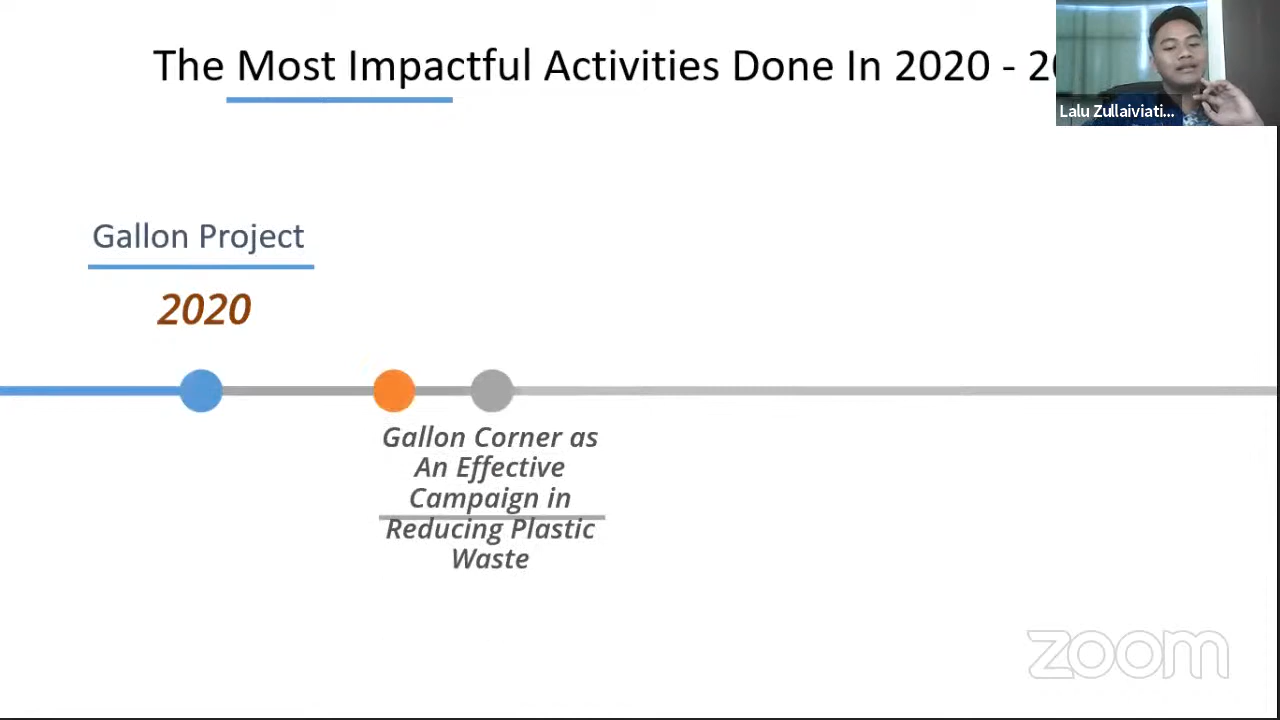 The Most Impactful Activities Done In 2020 - 20
Lalu Zullaiviati...
Gallon Project
2020
Gallon Corner as
An Effective
Campaign in
Reducing Plastic
Waste
zoom